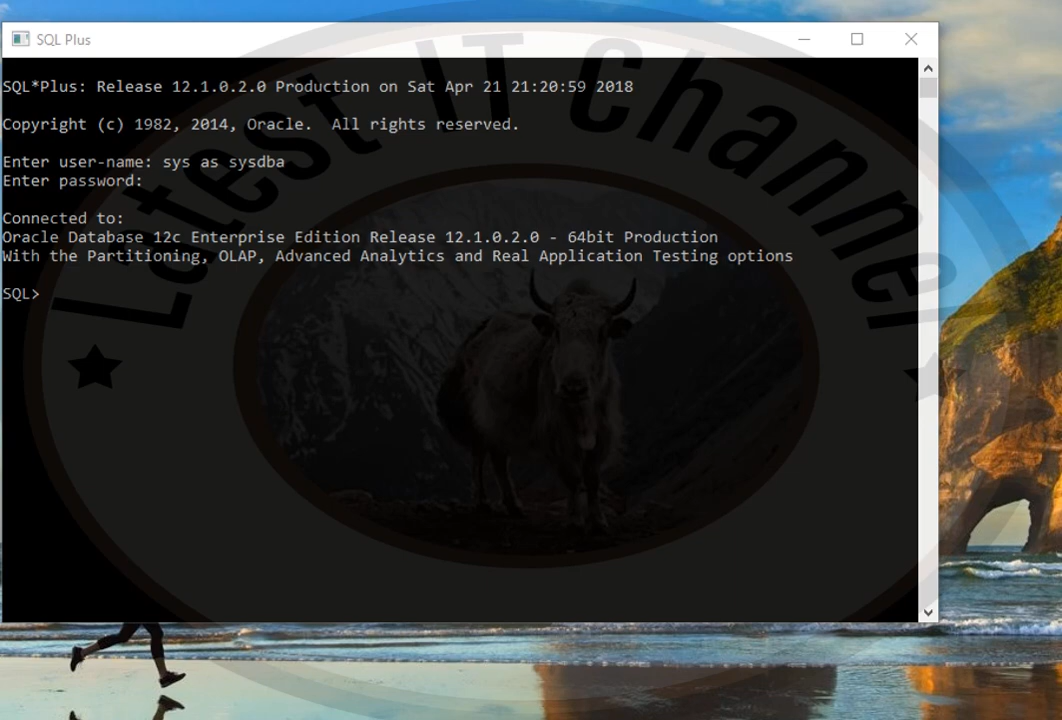 SQL Plus
SQL*Plus: Release 12.1.0.2.0 Production on Sat Apr 21 21:20:59 2018
Copyright (c) 1982, 2014, Oracle.  All rights reserved.
Enter user-name: sys as sysdba
Enter password:
Connected to:
Oracle Database 12c Enterprise Edition Release 12.1.0.2.0 - 64bit Production
With the Partitioning, OLAP, Advanced Analytics and Real Application Testing options
SQL>
Latest IT channel